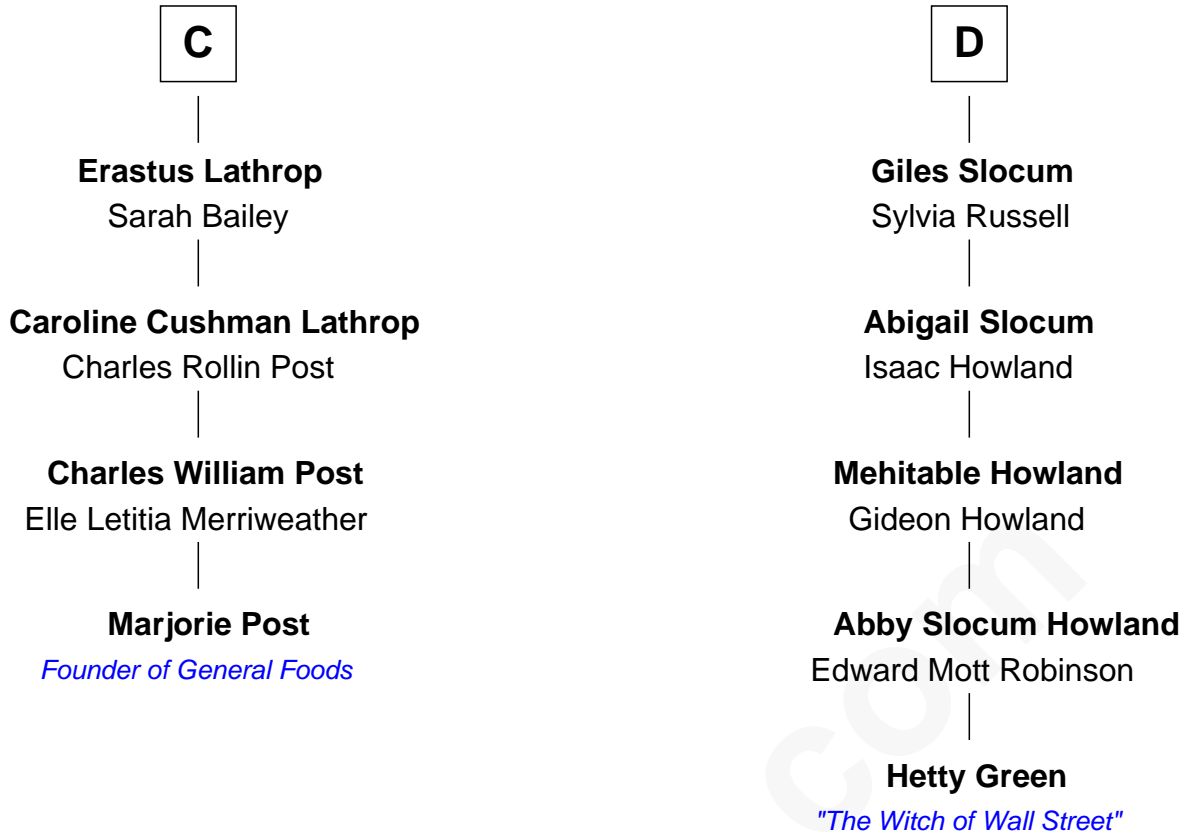 C
Erastus Lathrop
Sarah Bailey
Caroline Cushman Lathrop
Charles Rollin Post
Charles William Post
Elle Letitia Merriweather
Marjorie Post
Founder of General Foods
D
Giles Slocum
Sylvia Russell
Abigail Slocum
Isaac Howland
Mehitable Howland
Gideon Howland
Abby Slocum Howland
Edward Mott Robinson
Hetty Green
"The Witch of Wall Street"
com